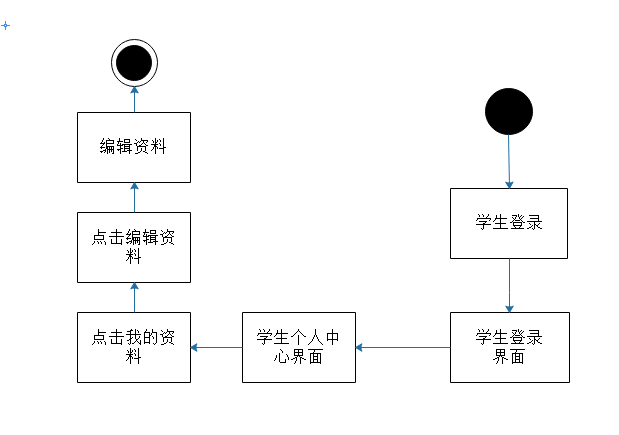 编辑资料
学生登录
点击编辑资
料
点击我的资
料
学生个人中
心界面
学生登录
界面